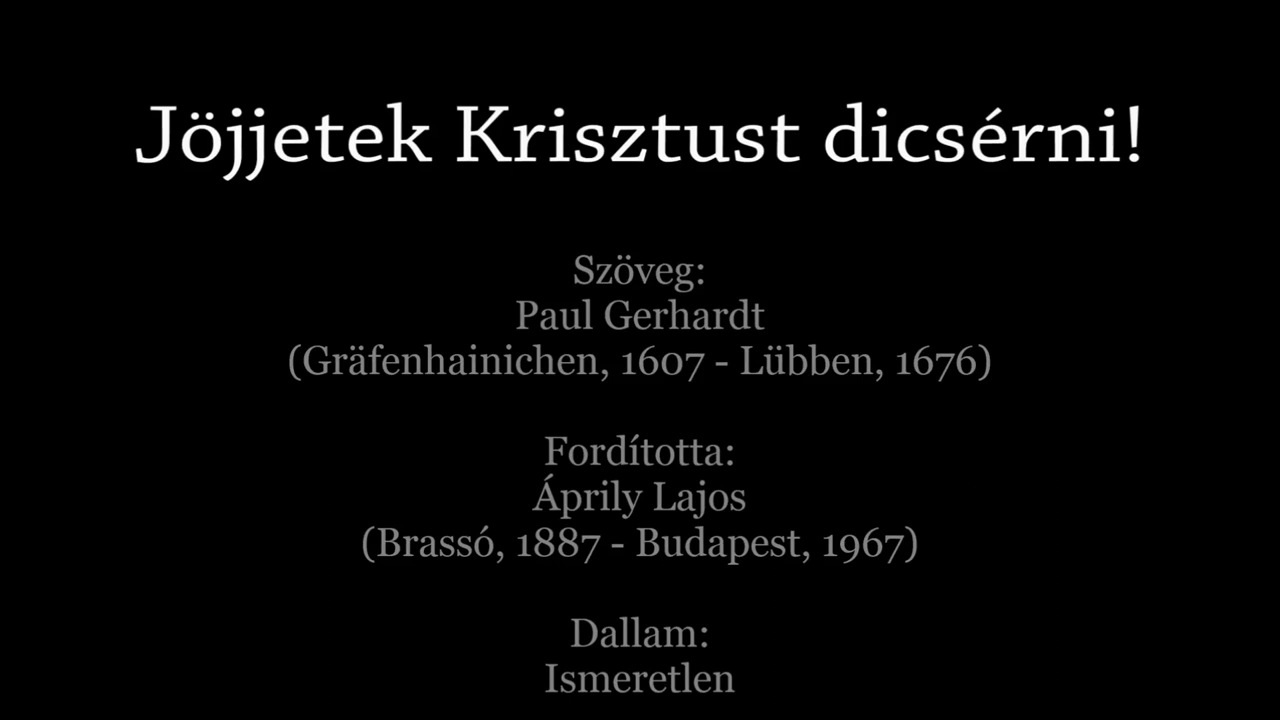 Jöjjetek Krisztust dicsérni!
Szöveg:
Paul Gerhardt
(Gräfenhainichen, 1607 - Lübben, 1676)
Fordította:
Áprily Lajos
(Brassó, 1887 - Budapest, 1967)
Dallam:
Ismeretlen